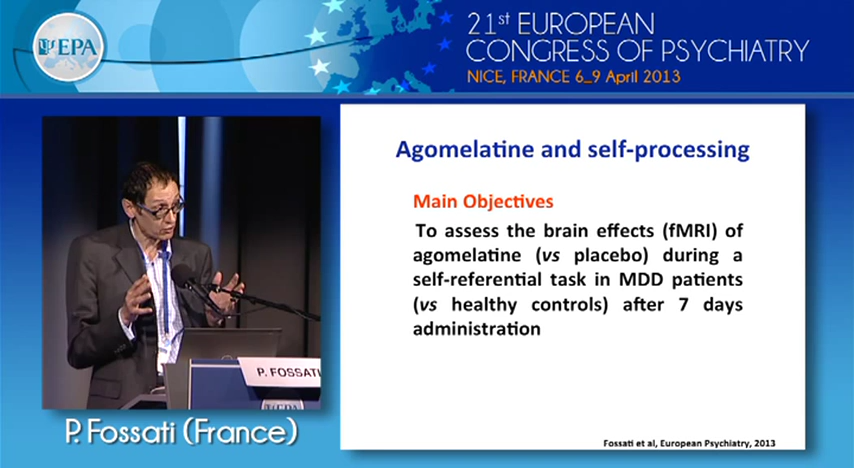 EPA
21st EUROPEAN
CONGRESS OF PSYCHIATRY
NICE, FRANCE 6_9 April 2013
Agomelatine and self-processing
Main Objectives
To assess the brain effects (fMRI) of
agomelatine (vs placebo) during a
self-referential task in MDD patients
(vs healthy controls) after 7 days
administration
P. FOSSATI
EPA
P. Fossati (France)
Fossati et al, European Psychiatry, 2013